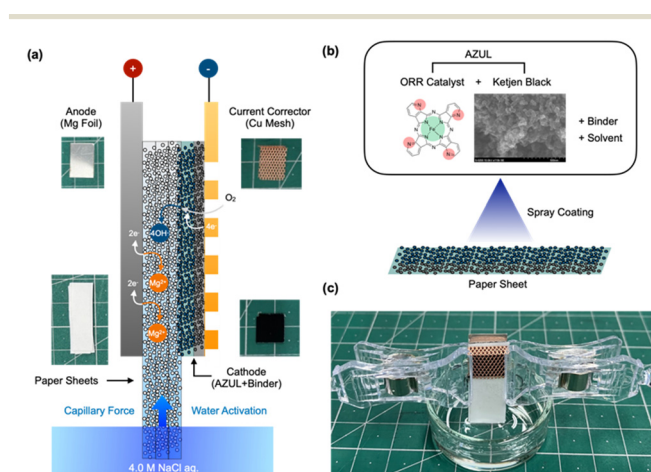 (a)
+
-
Anode
(Mg Foil)
Current Corrector
(Cu Mesh)
O₂
4e-
4OH-
2e-
Mg²⁺
2e-
Mg²⁺
Paper Sheets
Cathode
(AZUL+Binder)
Capillary Force
Water Activation
4.0 M NaCl aq.
(b)
AZUL
ORR Catalyst + Ketjen Black
+ Binder
+ Solvent
Spray Coating
Paper Sheet
(c)